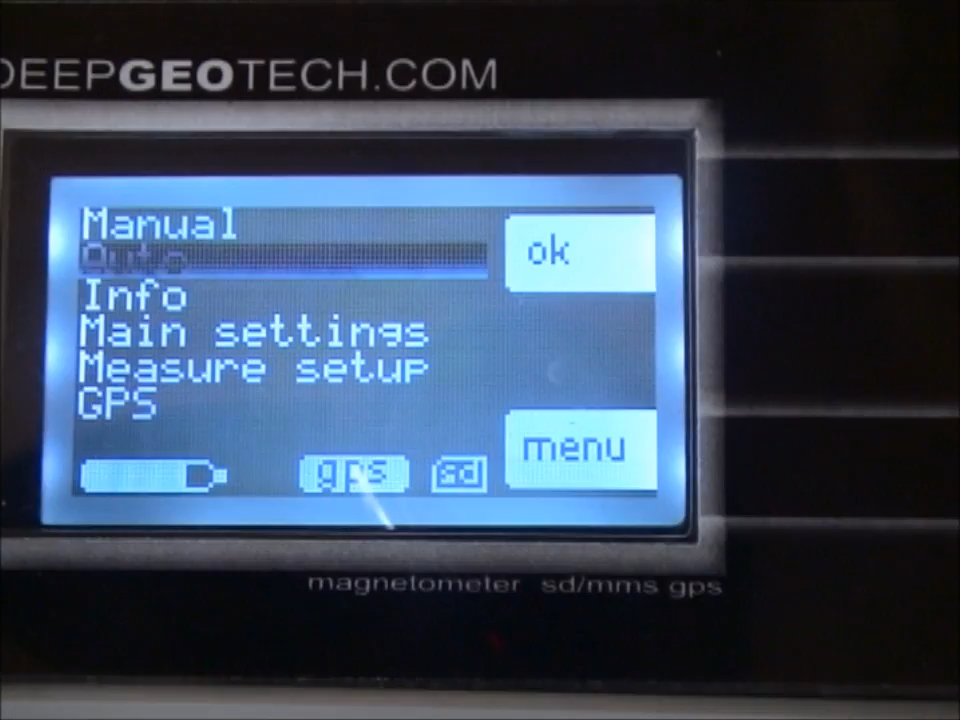 DEEPGEOTECH.COM
Manual
Auto
Info
Main settings
Measure setup
GPS
ok
menu
gps
sd
magnetometer sd/mms gps